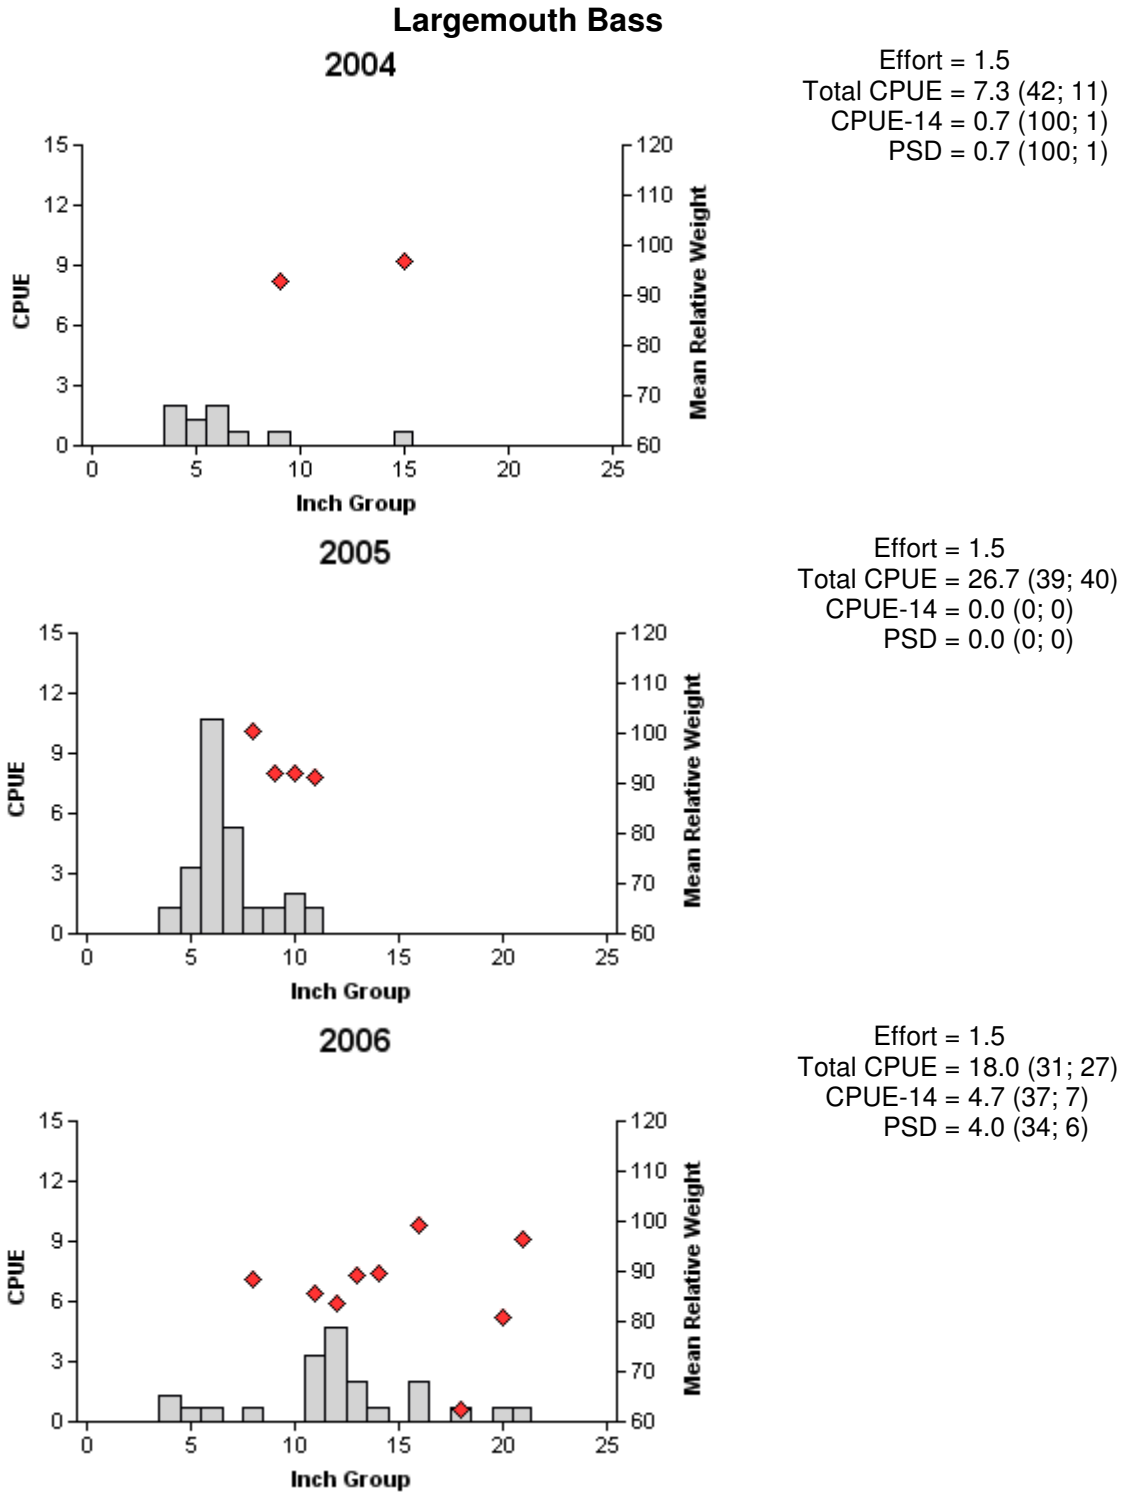 Largemouth Bass
2004
Effort = 1.5
Total CPUE = 7.3 (42; 11)
CPUE-14 = 0.7 (100; 1)
PSD = 0.7 (100; 1)
15
12
9
6
3
0
CPUE
120
110
100
90
80
70
60
Mean Relative Weight
0 5 10 15 20 25
Inch Group
2005
Effort = 1.5
Total CPUE = 26.7 (39; 40)
CPUE-14 = 0.0 (0; 0)
PSD = 0.0 (0; 0)
15
12
9
6
3
0
CPUE
120
110
100
90
80
70
60
Mean Relative Weight
0 5 10 15 20 25
Inch Group
2006
Effort = 1.5
Total CPUE = 18.0 (31; 27)
CPUE-14 = 4.7 (37; 7)
PSD = 4.0 (34; 6)
15
12
9
6
3
0
CPUE
120
110
100
90
80
70
60
Mean Relative Weight
0 5 10 15 20 25
Inch Group